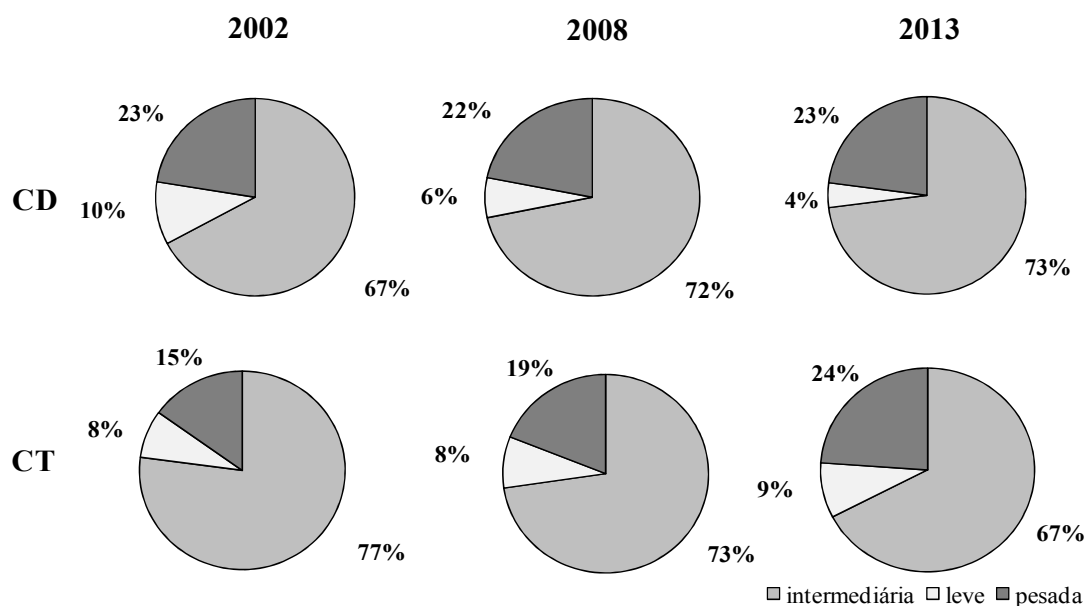 2002 2008 2013
23% 22% 23%
CD 10% 6% 4%
67% 72% 73%
15% 19% 24%
CT 8% 8% 9%
77% 73% 67%
intermediária leve pesada